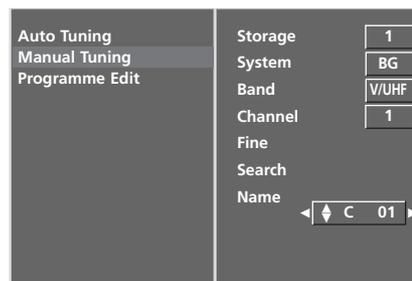 Auto Tuning
Manual Tuning
Programme Edit
Storage 1
System BG
Band V/UHF
Channel 1
Fine
Search
Name
C 01